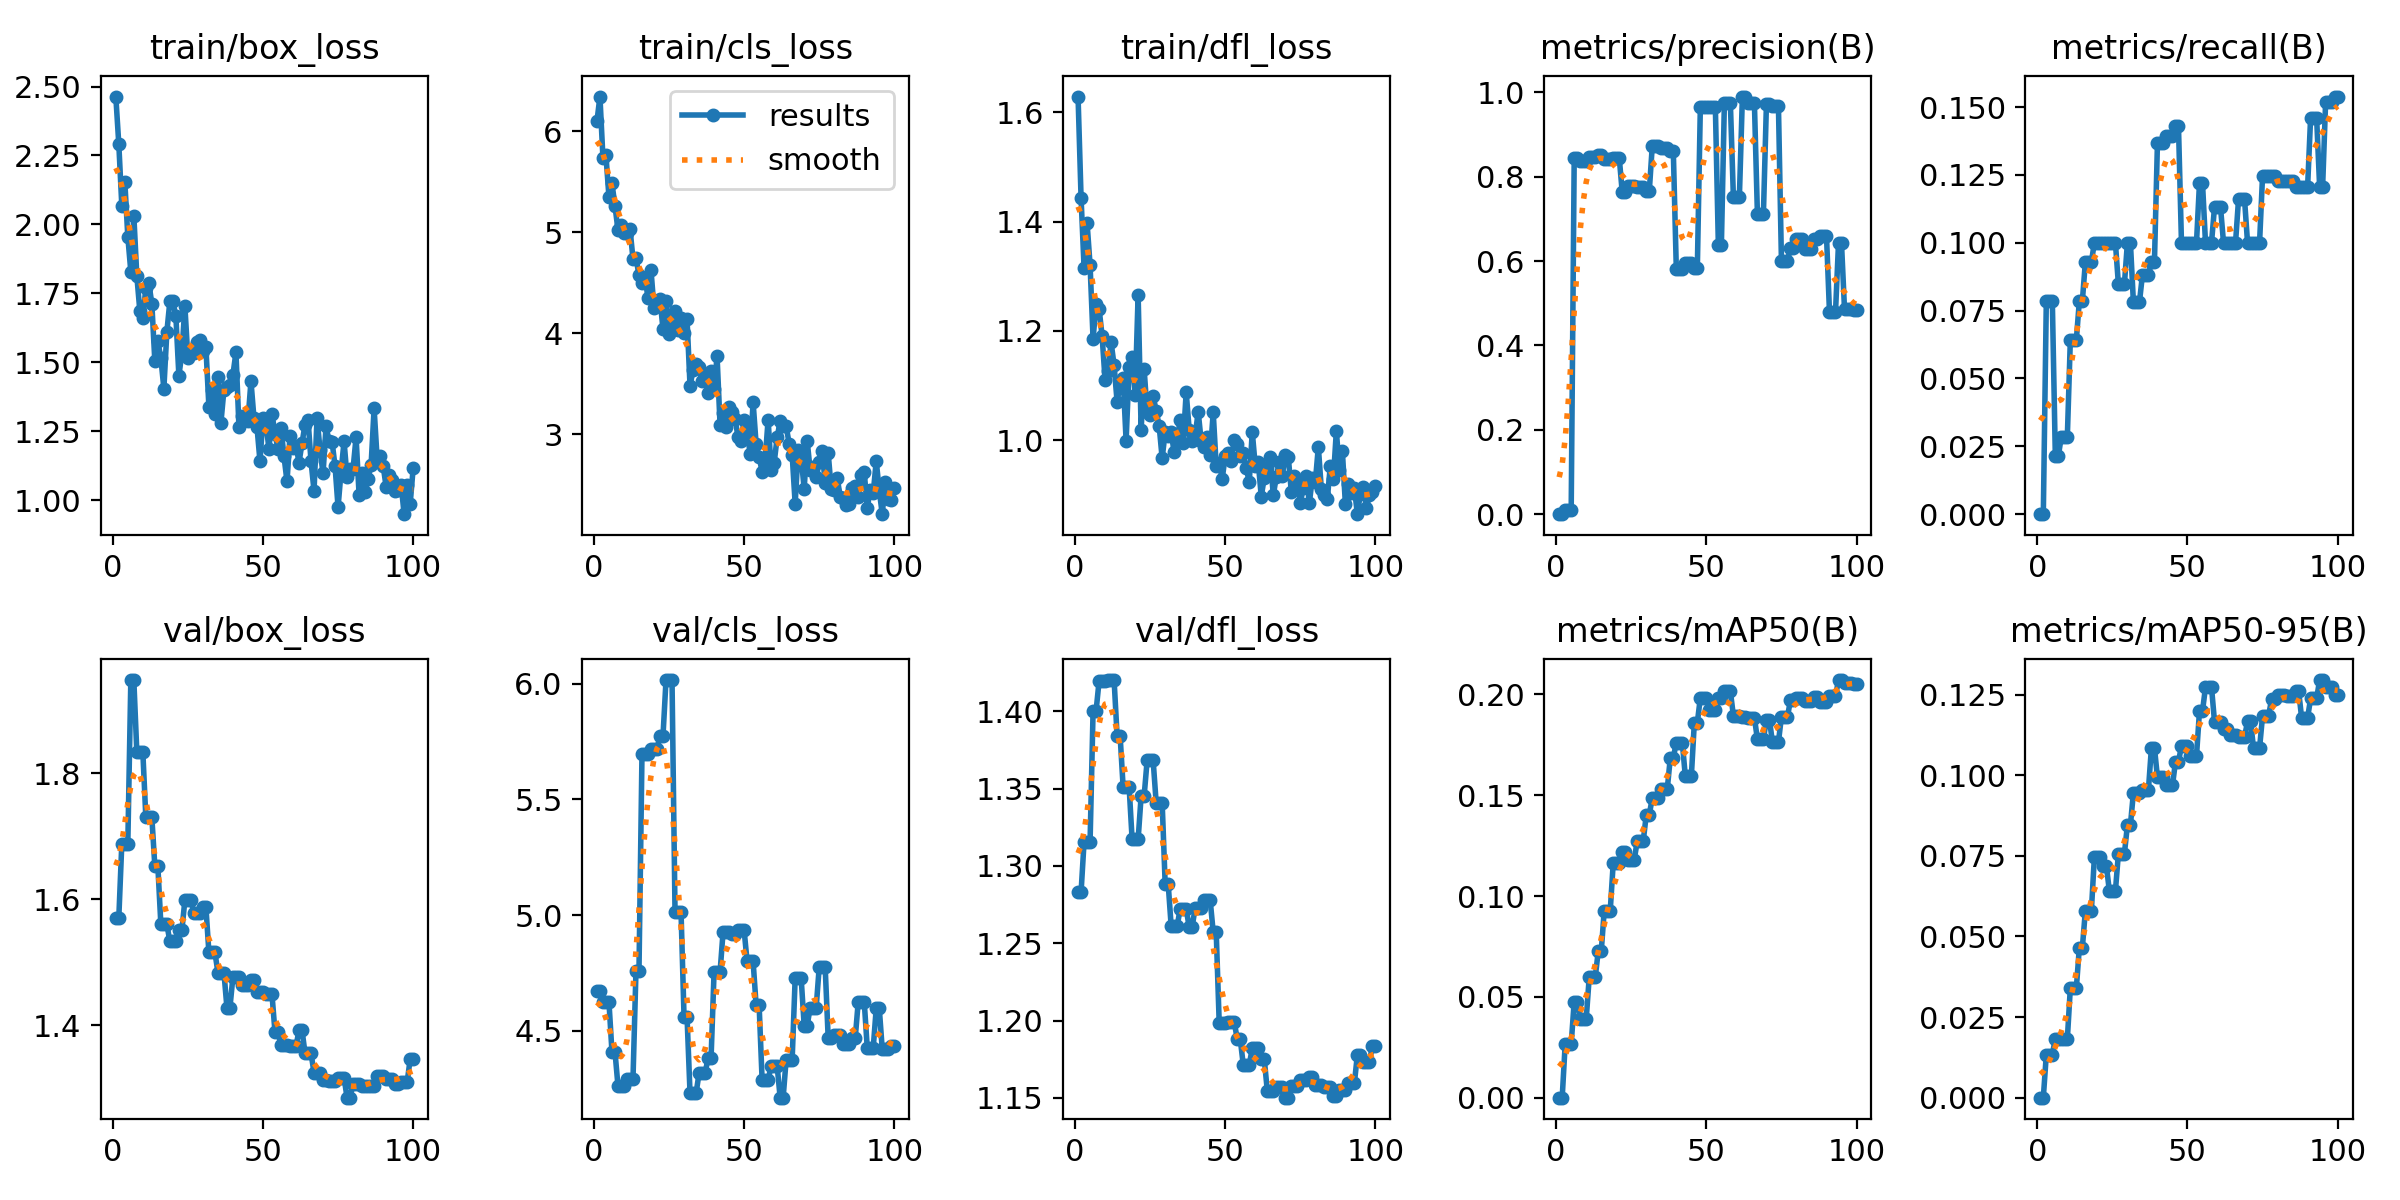 train/box_loss
2.50
2.25
2.00
1.75
1.50
1.25
1.00
0 50 100
train/cls_loss
results
smooth
6
5
4
3
0 50 100
train/dfl_loss
1.6
1.4
1.2
1.0
0 50 100
metrics/precision(B)
1.0
0.8
0.6
0.4
0.2
0.0
0 50 100
metrics/recall(B)
0.150
0.125
0.100
0.075
0.050
0.025
0.000
0 50 100
val/box_loss
1.8
1.6
1.4
0 50 100
val/cls_loss
6.0
5.5
5.0
4.5
0 50 100
val/dfl_loss
1.40
1.35
1.30
1.25
1.20
1.15
0 50 100
metrics/mAP50(B)
0.20
0.15
0.10
0.05
0.00
0 50 100
metrics/mAP50-95(B)
0.125
0.100
0.075
0.050
0.025
0.000
0 50 100